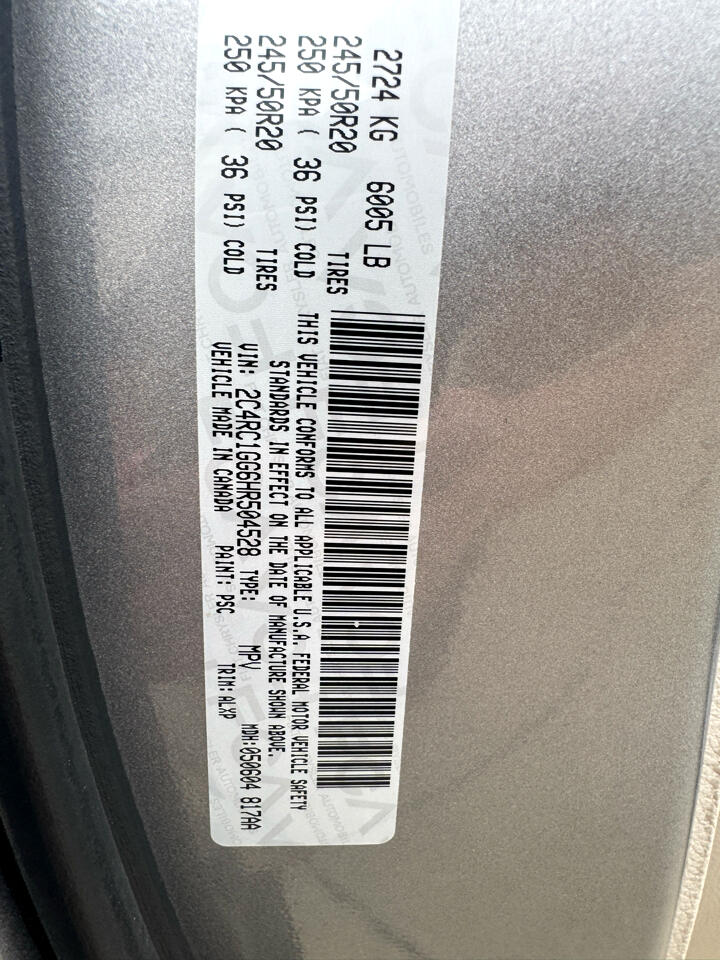 2724 KG 6005 LB
245/50R20 TIRES
250 KPA ( 36 PSI) COLD
245/50R20 TIRES
250 KPA ( 36 PSI) COLD
THIS VEHICLE CONFORMS TO ALL APPLICABLE U.S.A. FEDERAL MOTOR VEHICLE SAFETY
STANDARDS IN EFFECT ON THE DATE OF MANUFACTURE SHOWN ABOVE.
VIN: 2C4RC1GG6HR504528 TYPE: MPV MDH:050604 817AA
VEHICLE MADE IN CANADA PAINT: PSC TRIM: ALXP